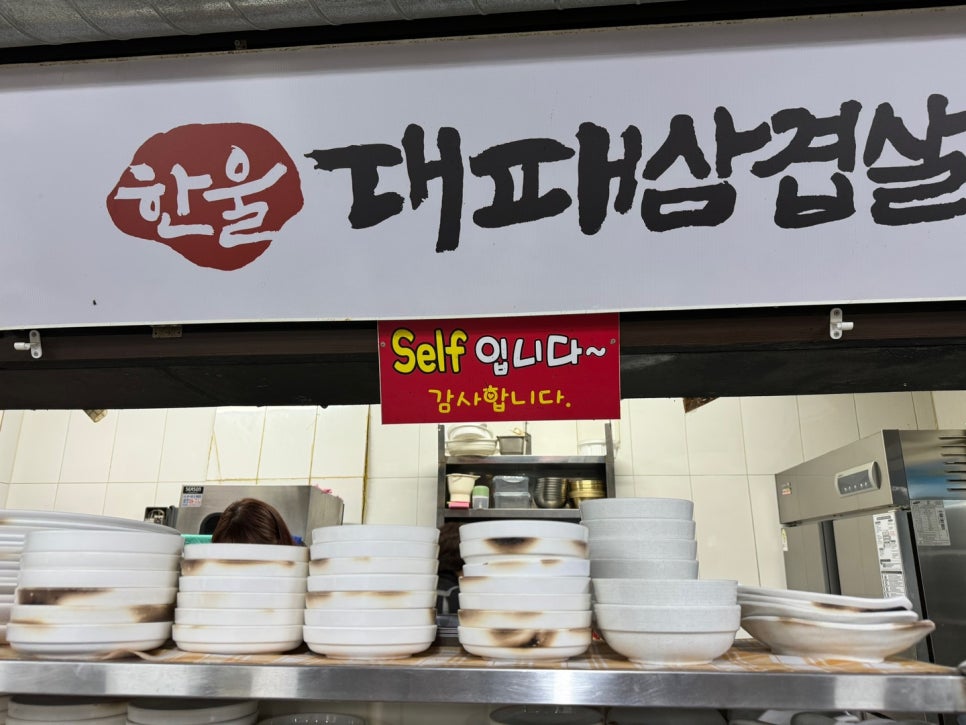 한울 대패삼겹살
Self 입니다~
감사합니다.